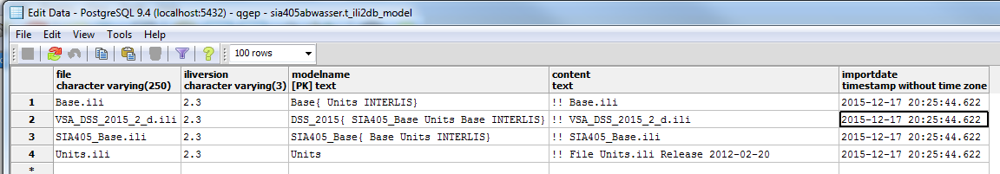 Edit Data - PostgreSQL 9.4 (localhost:5432) - qgep - sia405abwasser.t_ili2db_model
File Edit View Tools Help
100 rows
file iliversion modelname content importdate
character varying(250) character varying(3) [PK] text text timestamp without time zone
1 Base.ili 2.3 Base{ Units INTERLIS} !! Base.ili 2015-12-17 20:25:44.622
2 VSA_DSS_2015_2_d.ili 2.3 DSS_2015{ SIA405_Base Units Base INTERLIS} !! VSA_DSS_2015_2_d.ili 2015-12-17 20:25:44.622
3 SIA405_Base.ili 2.3 SIA405_Base{ Base Units INTERLIS} !! SIA405_Base.ili 2015-12-17 20:25:44.622
4 Units.ili 2.3 Units !! File Units.ili Release 2012-02-20 2015-12-17 20:25:44.622
*